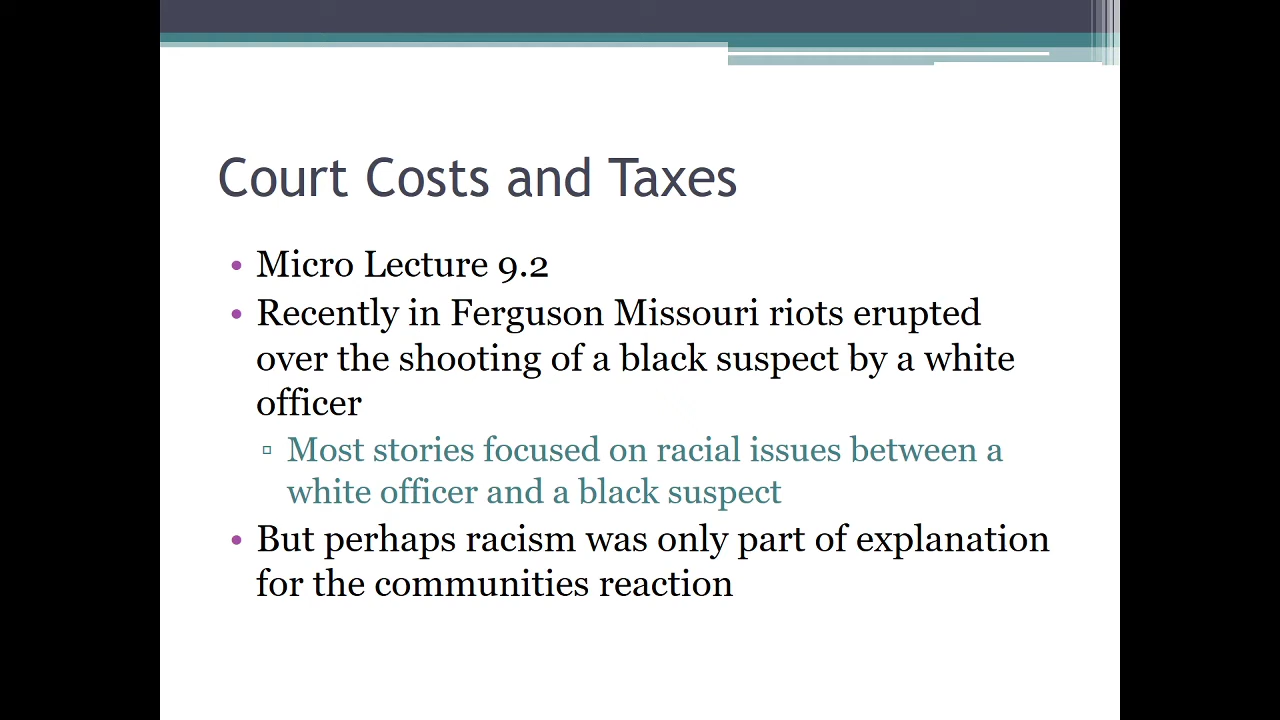 Court Costs and Taxes
• Micro Lecture 9.2
• Recently in Ferguson Missouri riots erupted
over the shooting of a black suspect by a white
officer
▫ Most stories focused on racial issues between a
white officer and a black suspect
• But perhaps racism was only part of explanation
for the communities reaction